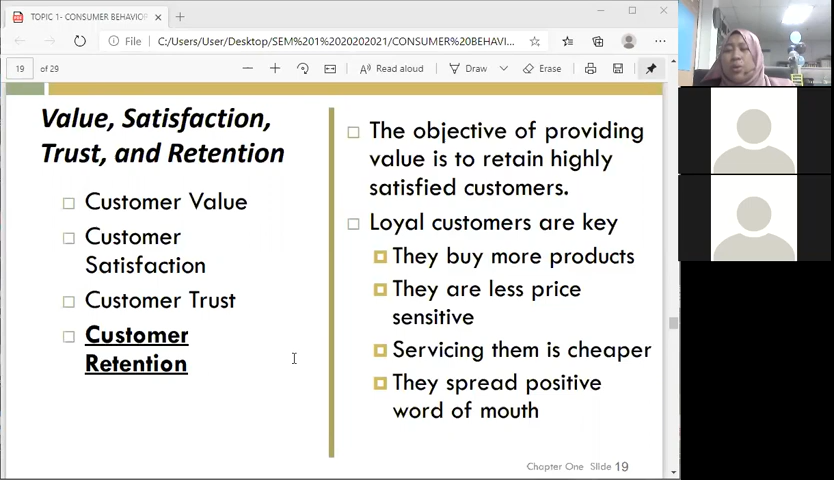 TOPIC 1- CONSUMER BEHAVIOR
File
C:/Users/User/Desktop/SEM%201%2020202021/CONSUMER%20BEHAVI...
19 of 29
Read aloud
Draw
Erase
Value, Satisfaction,
Trust, and Retention
Customer Value
Customer
Satisfaction
Customer Trust
Customer
Retention
The objective of providing
value is to retain highly
satisfied customers.
Loyal customers are key
They buy more products
They are less price
sensitive
Servicing them is cheaper
They spread positive
word of mouth
Chapter One Slide 19